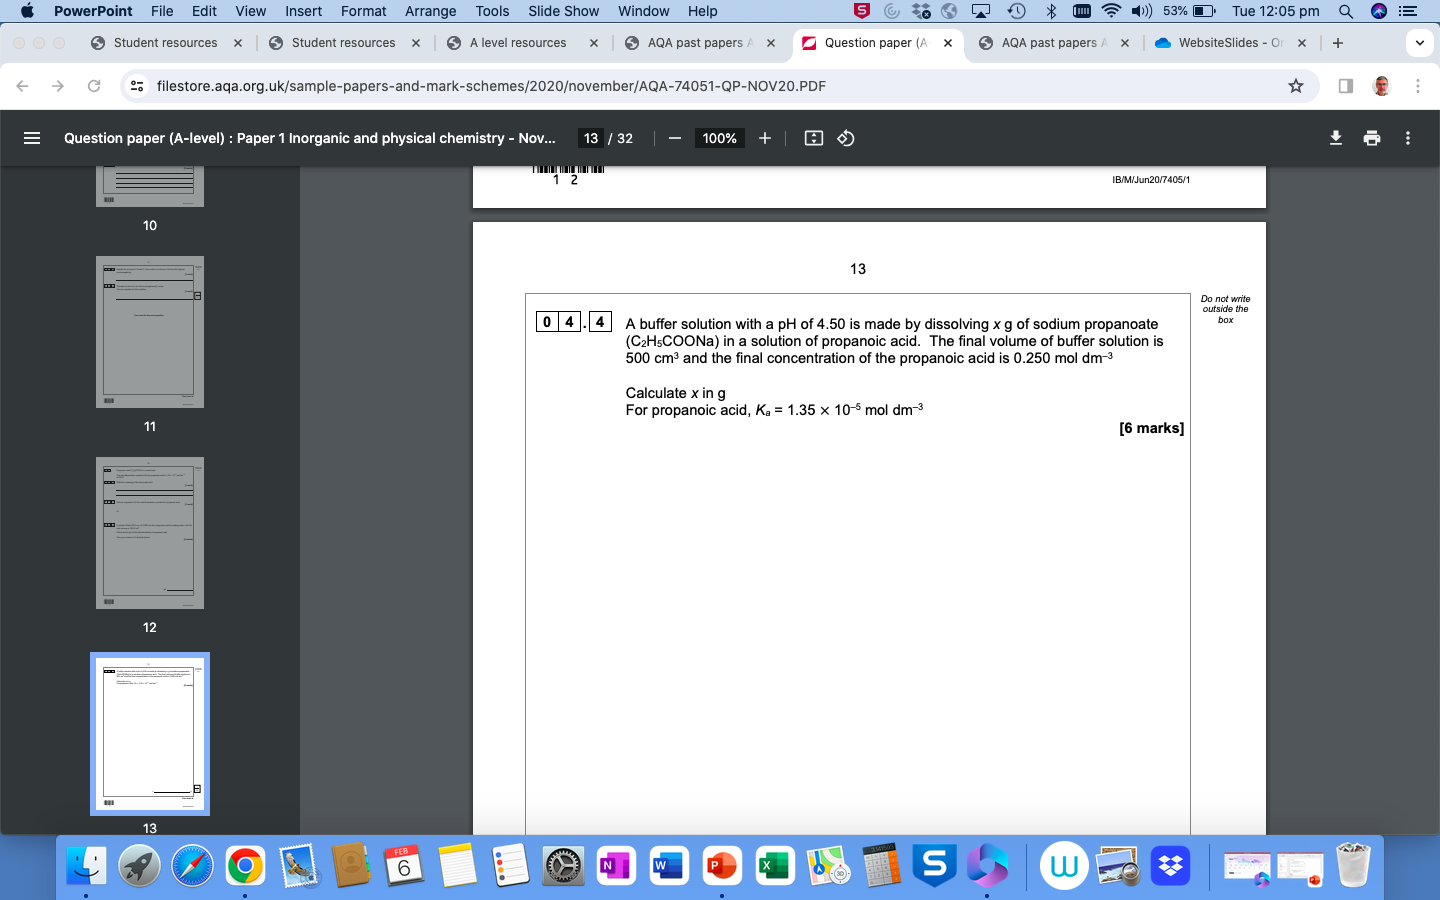 PowerPoint File Edit View Insert Format Arrange Tools Slide Show Window Help 53% Tue 12:05 pm
Student resources Student resources A level resources AQA past papers A Question paper (A- AQA past papers A WebsiteSlides - On
filestore.aqa.org.uk/sample-papers-and-mark-schemes/2020/november/AQA-74051-QP-NOV20.PDF
Question paper (A-level) : Paper 1 Inorganic and physical chemistry - Nov... 13 / 32 100%
10
11
12
13
1 2
IB/M/Jun20/7405/1
13
Do not write
outside the
box
0 4 . 4 A buffer solution with a pH of 4.50 is made by dissolving x g of sodium propanoate
(C₂H₅COONa) in a solution of propanoic acid. The final volume of buffer solution is
500 cm³ and the final concentration of the propanoic acid is 0.250 mol dm⁻³
Calculate x in g
For propanoic acid, Kₐ = 1.35 × 10⁻⁵ mol dm⁻³
[6 marks]
FEB
6
N W P X 3D S W